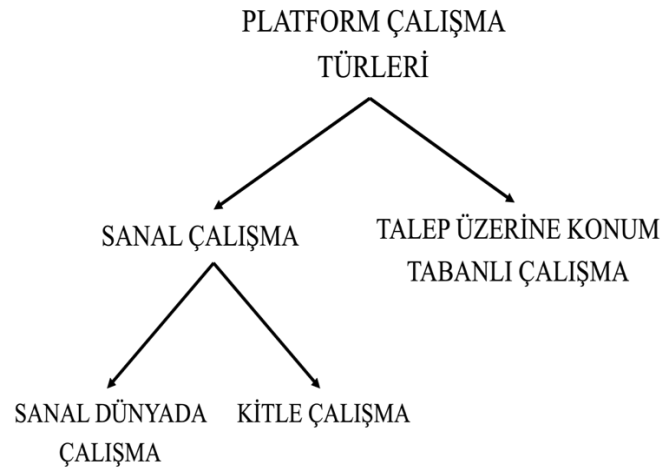 PLATFORM ÇALIŞMA
TÜRLERİ
SANAL ÇALIŞMA
TALEP ÜZERİNE KONUM
TABANLI ÇALIŞMA
SANAL DÜNYADA
ÇALIŞMA
KİTLE ÇALIŞMA